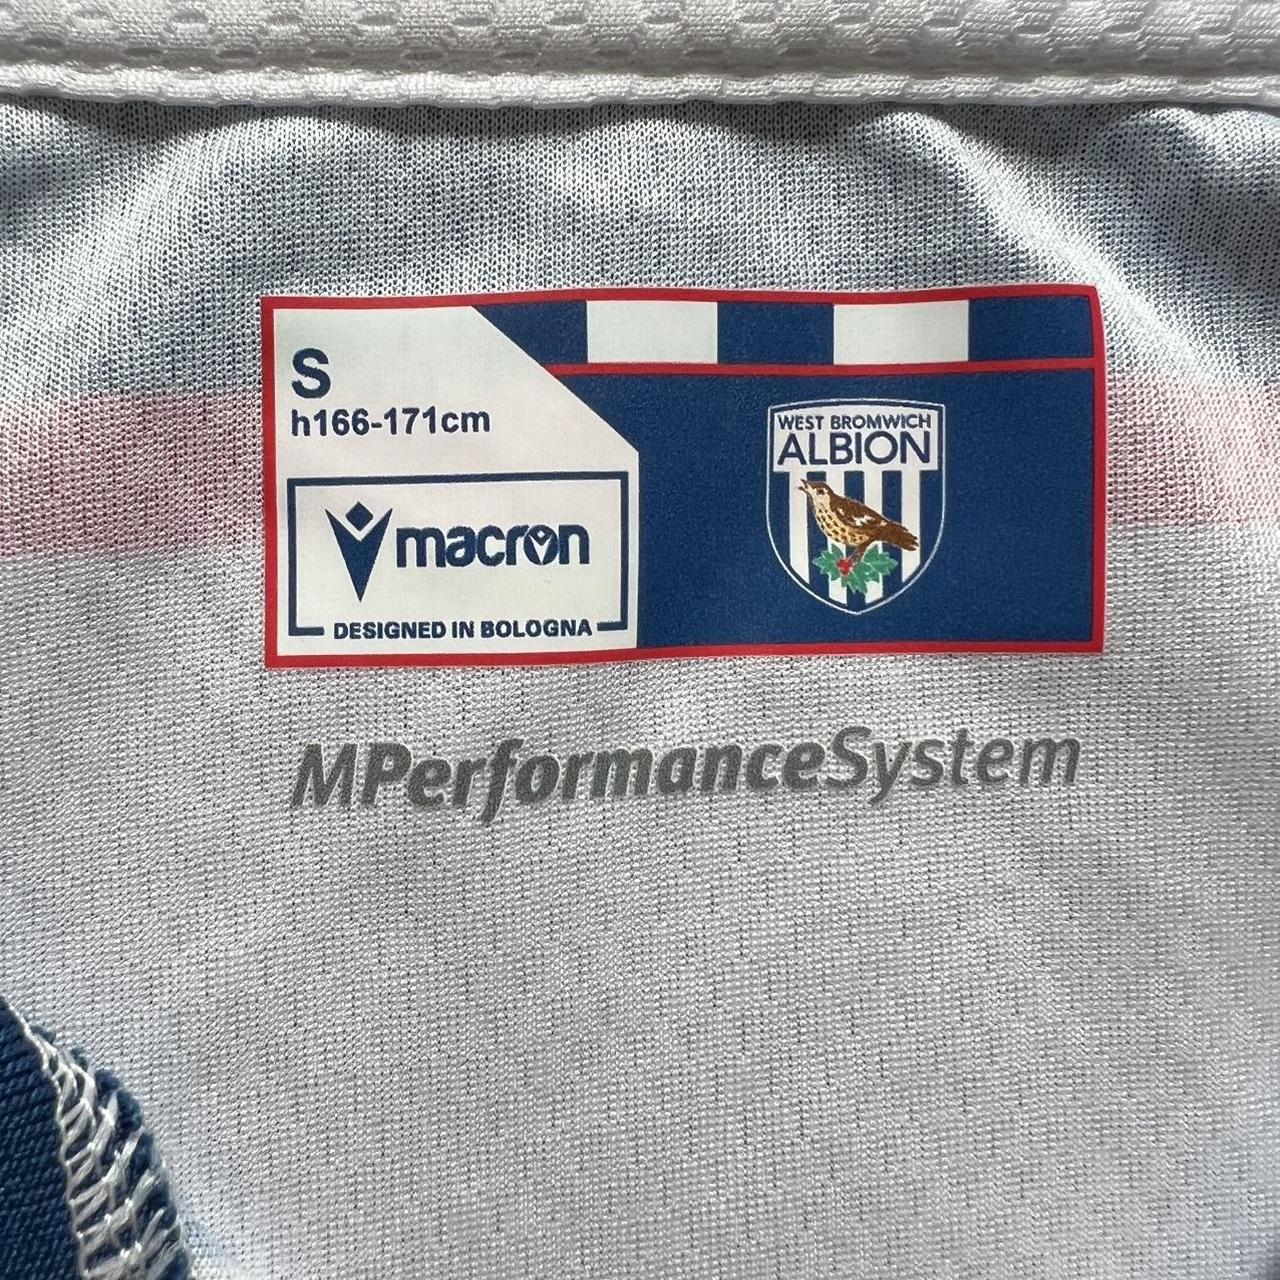 S
h166-171cm
macron
DESIGNED IN BOLOGNA
WEST BROMWICH
ALBION
MPerformanceSystem